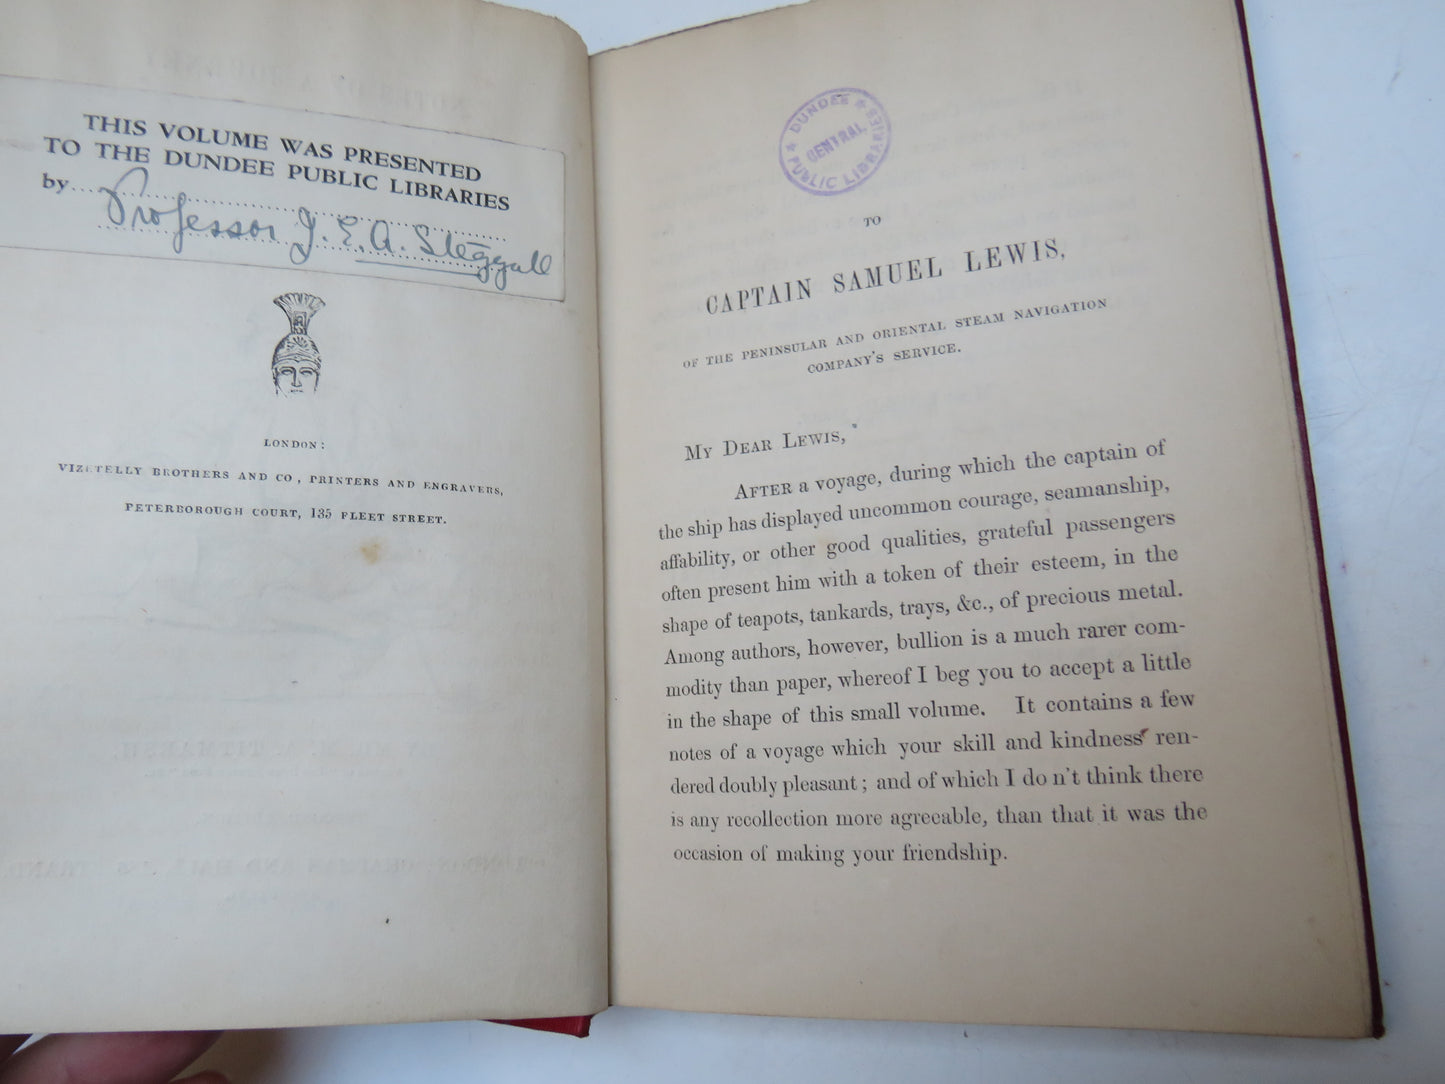 THIS VOLUME WAS PRESENTED
TO THE DUNDEE PUBLIC LIBRARIES
by Professor J. E. A. Steggall
LONDON:
VIZETELLY BROTHERS AND CO, PRINTERS AND ENGRAVERS,
PETERBOROUGH COURT, 135 FLEET STREET.
DUNDEE
CENTRAL
PUBLIC LIBRARIES
TO
CAPTAIN SAMUEL LEWIS,
OF THE PENINSULAR AND ORIENTAL STEAM NAVIGATION
COMPANY'S SERVICE.
MY DEAR LEWIS,
AFTER a voyage, during which the captain of
the ship has displayed uncommon courage, seamanship,
affability, or other good qualities, grateful passengers
often present him with a token of their esteem, in the
shape of teapots, tankards, trays, &c., of precious metal.
Among authors, however, bullion is a much rarer com-
modity than paper, whereof I beg you to accept a little
in the shape of this small volume. It contains a few
notes of a voyage which your skill and kindness ren-
dered doubly pleasant; and of which I do n't think there
is any recollection more agreeable, than that it was the
occasion of making your friendship.